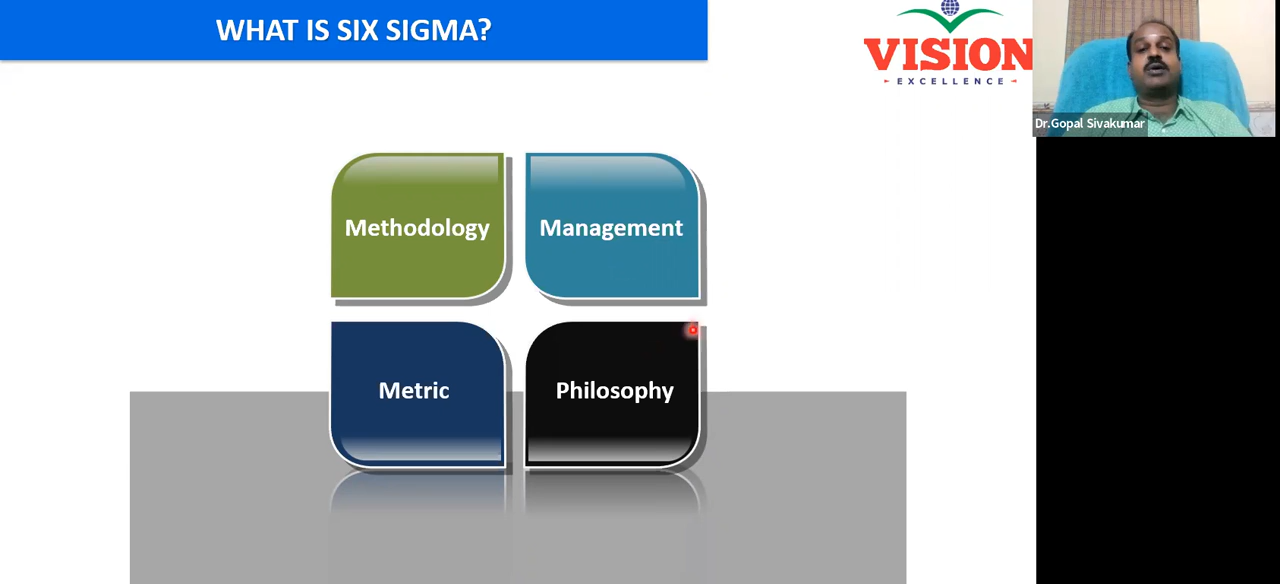 WHAT IS SIX SIGMA?
VISION
EXCELLENCE
Dr.Gopal Sivakumar
Methodology
Management
Metric
Philosophy